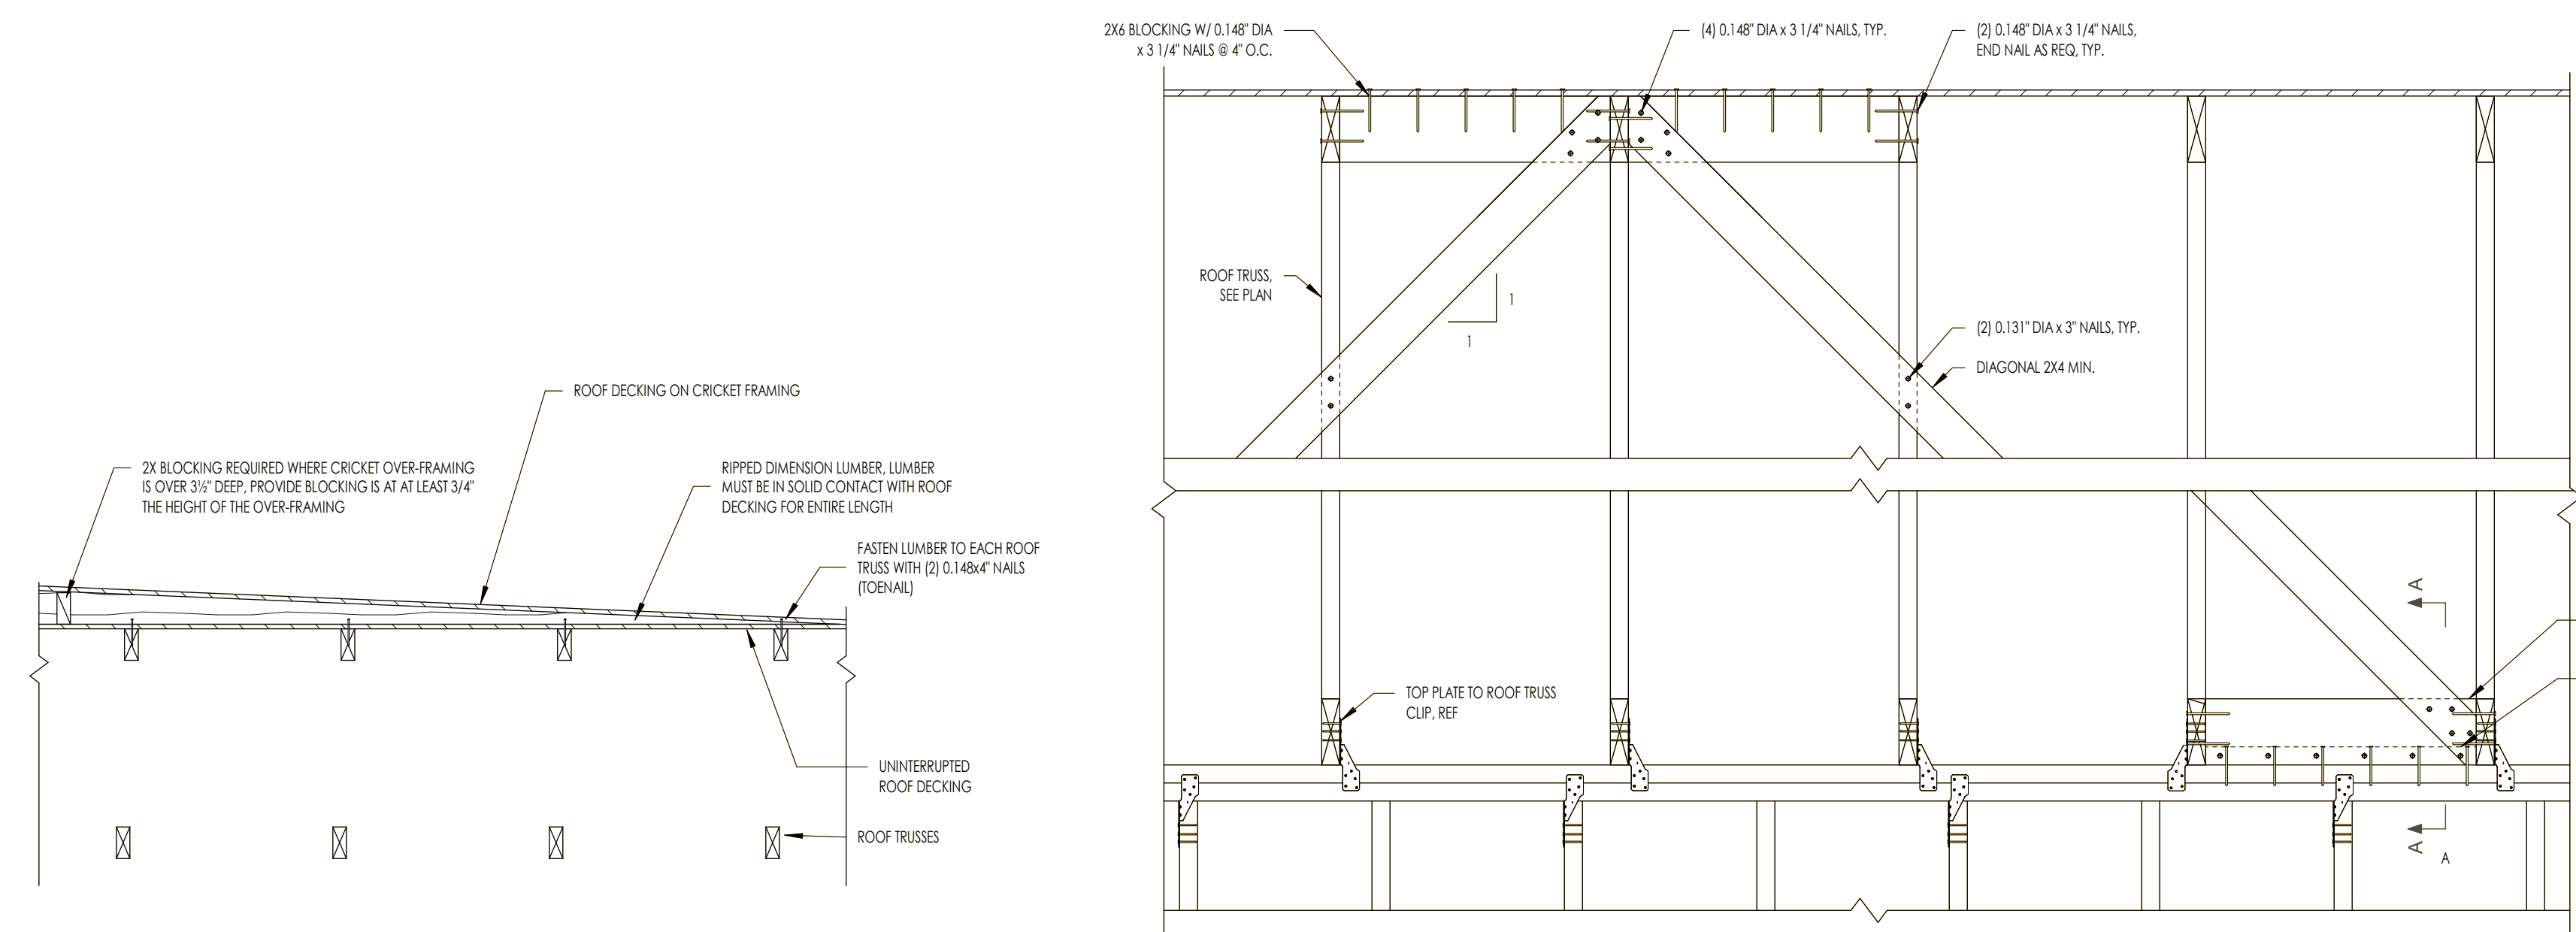 2X6 BLOCKING W/ 0.148" DIA
x 3 1/4" NAILS @ 4" O.C.
(4) 0.148" DIA x 3 1/4" NAILS, TYP.
(2) 0.148" DIA x 3 1/4" NAILS,
END NAIL AS REQ, TYP.
ROOF TRUSS,
SEE PLAN
1
1
(2) 0.131" DIA x 3" NAILS, TYP.
DIAGONAL 2X4 MIN.
ROOF DECKING ON CRICKET FRAMING
2X BLOCKING REQUIRED WHERE CRICKET OVER-FRAMING
IS OVER 3½" DEEP, PROVIDE BLOCKING IS AT AT LEAST 3/4"
THE HEIGHT OF THE OVER-FRAMING
RIPPED DIMENSION LUMBER, LUMBER
MUST BE IN SOLID CONTACT WITH ROOF
DECKING FOR ENTIRE LENGTH
FASTEN LUMBER TO EACH ROOF
TRUSS WITH (2) 0.148x4" NAILS
(TOENAIL)
UNINTERRUPTED
ROOF DECKING
ROOF TRUSSES
TOP PLATE TO ROOF TRUSS
CLIP, REF
A
A
A